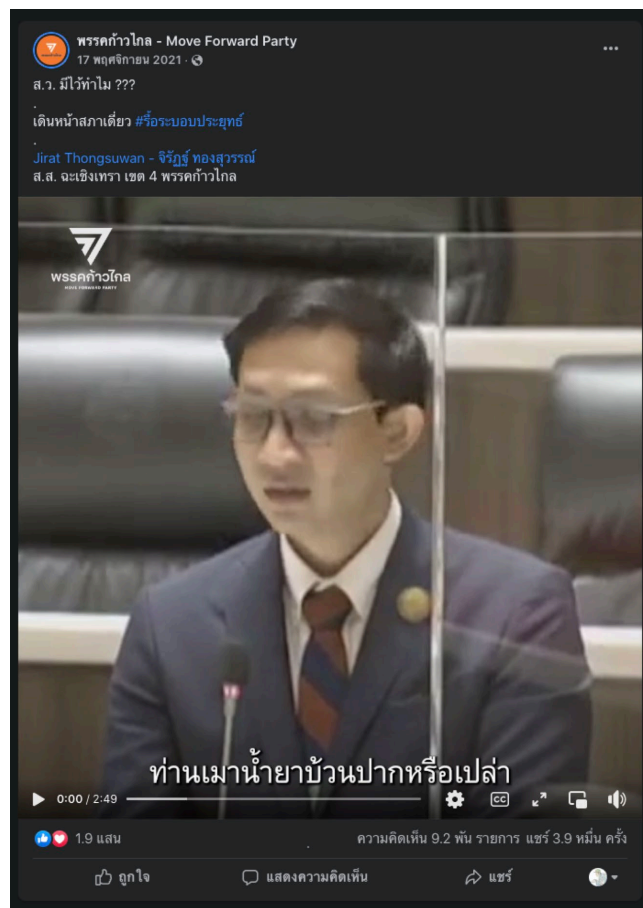 พรรคก้าวไกล - Move Forward Party
17 พฤศจิกายน 2021 ·
ส.ว. มีไว้ทำไม ???
.
เดินหน้าสภาเดี่ยว #รื้อระบอบประยุทธ์
.
Jirat Thongsuwan - จิรัฏฐ์ ทองสุวรรณ์
ส.ส. ฉะเชิงเทรา เขต 4 พรรคก้าวไกล
พรรคก้าวไกล
MOVE FORWARD PARTY
ท่านเมาน้ำยาบ้วนปากหรือเปล่า
0:00 / 2:49
CC
1.9 แสน
ความคิดเห็น 9.2 พัน รายการ แชร์ 3.9 หมื่น ครั้ง
ถูกใจ
แสดงความคิดเห็น
แชร์